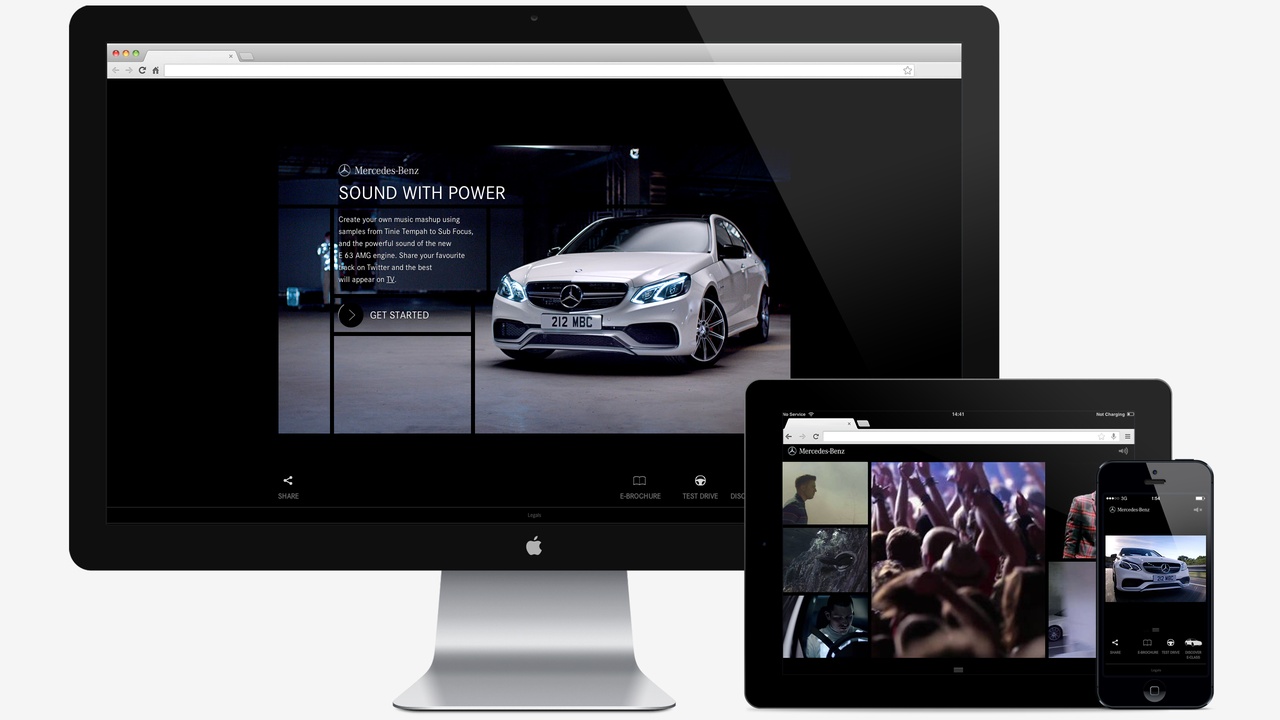 Mercedes-Benz
SOUND WITH POWER
Create your own music mashup using
samples from Tinie Tempah to Sub Focus,
and the powerful sound of the new
E 63 AMG engine. Share your favourite
track on Twitter and the best
will appear on TV.
GET STARTED
212 MBC
SHARE
E-BROCHURE
TEST DRIVE
DISC
Legals
No Service
14:41
Not Charging
Mercedes-Benz
3G
1:54
Mercedes-Benz
212 MBC
SHARE
E-BROCHURE
TEST DRIVE
DISCOVER
E-CLASS
Legals